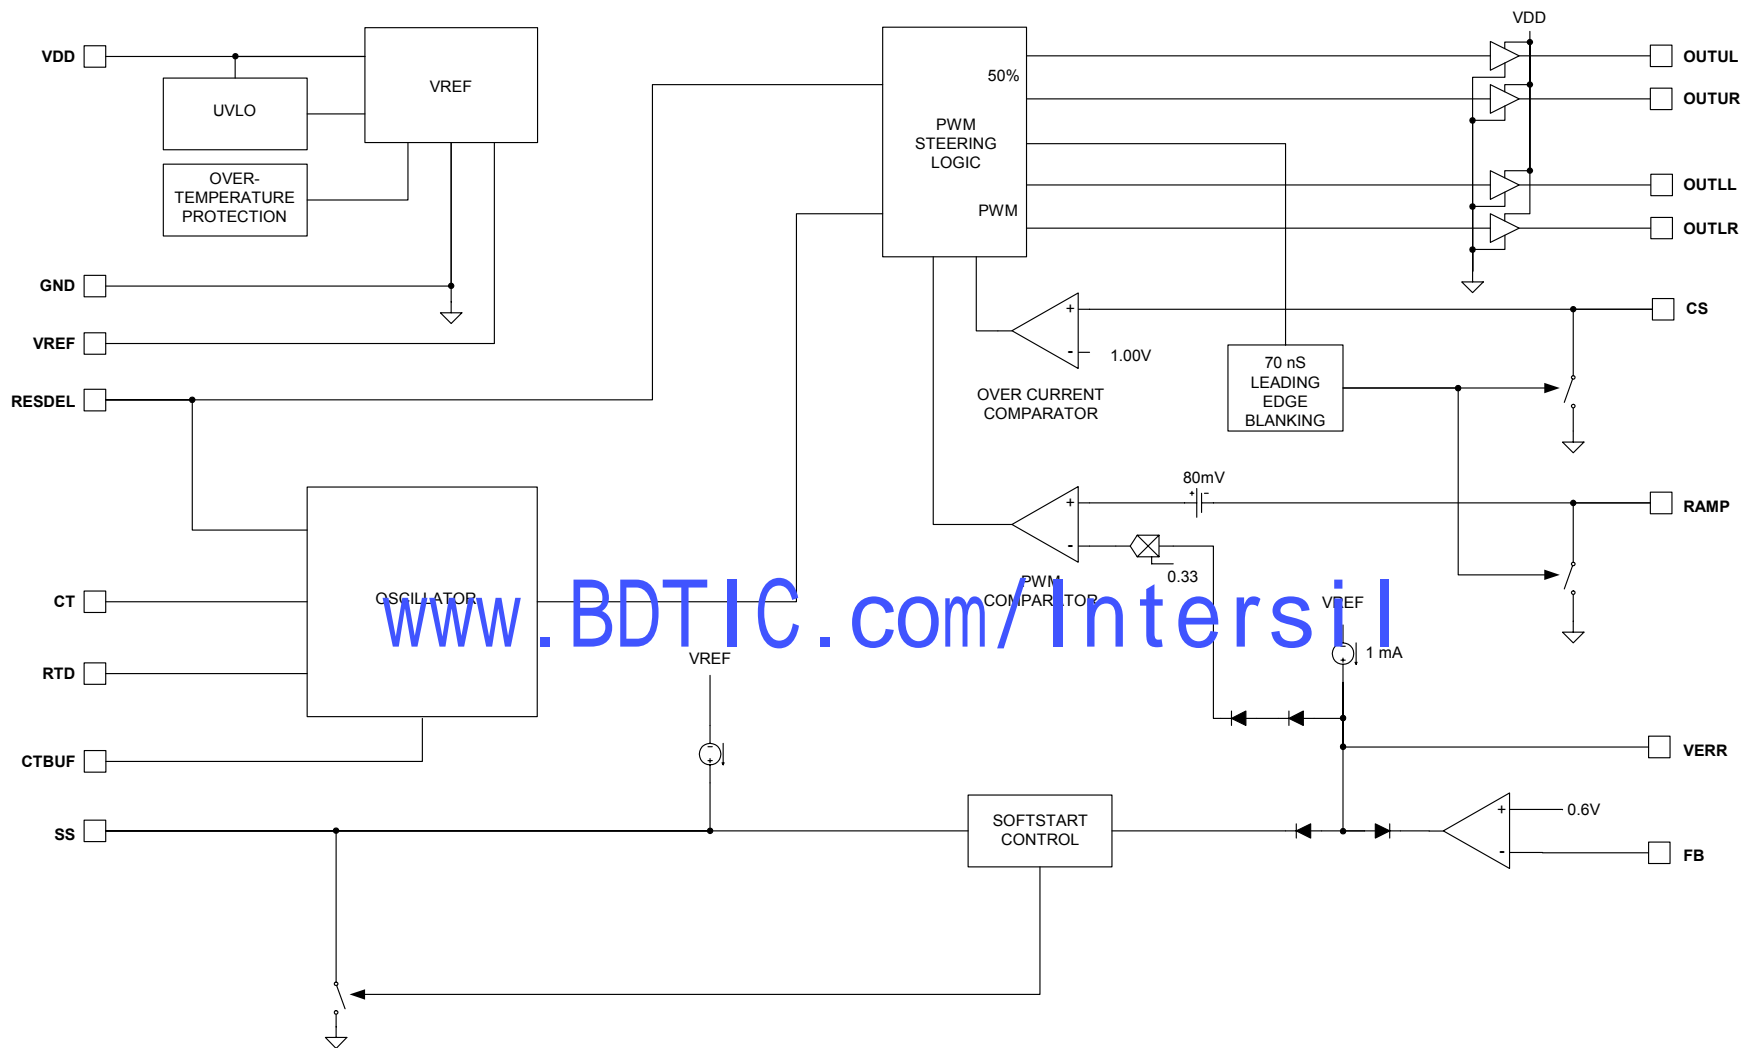 VDD
VREF
UVLO
OVER-
TEMPERATURE
PROTECTION
GND
VREF
RESDEL
OSCILLATOR
CT
RTD
CTBUF
SS
VREF
50%
PWM
STEERING
LOGIC
PWM
VDD
OUTUL
OUTUR
OUTLL
OUTLR
+
-
1.00V
OVER CURRENT
COMPARATOR
CS
70 nS
LEADING
EDGE
BLANKING
80mV
+ -
RAMP
+
-
0.33
PWM
COMPARATOR
www.BDTIC.com/Intersil
VREF
1 mA
VERR
SOFTSTART
CONTROL
+
-
0.6V
FB